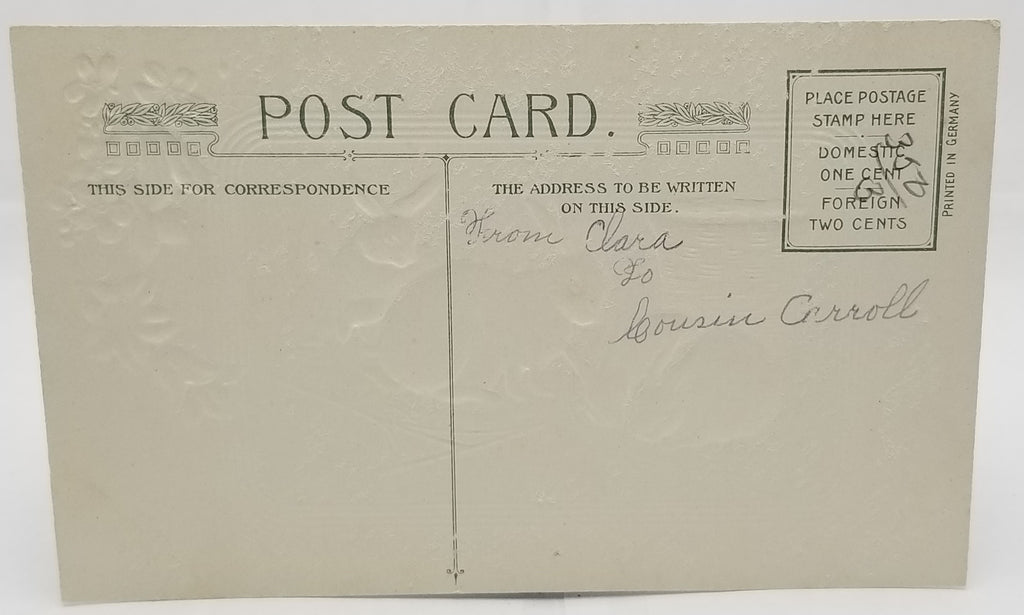 POST CARD.
THIS SIDE FOR CORRESPONDENCE
THE ADDRESS TO BE WRITTEN
ON THIS SIDE.
PLACE POSTAGE
STAMP HERE
DOMESTIC
ONE CENT
FOREIGN
TWO CENTS
PRINTED IN GERMANY
From Clara
To
Cousin Carroll